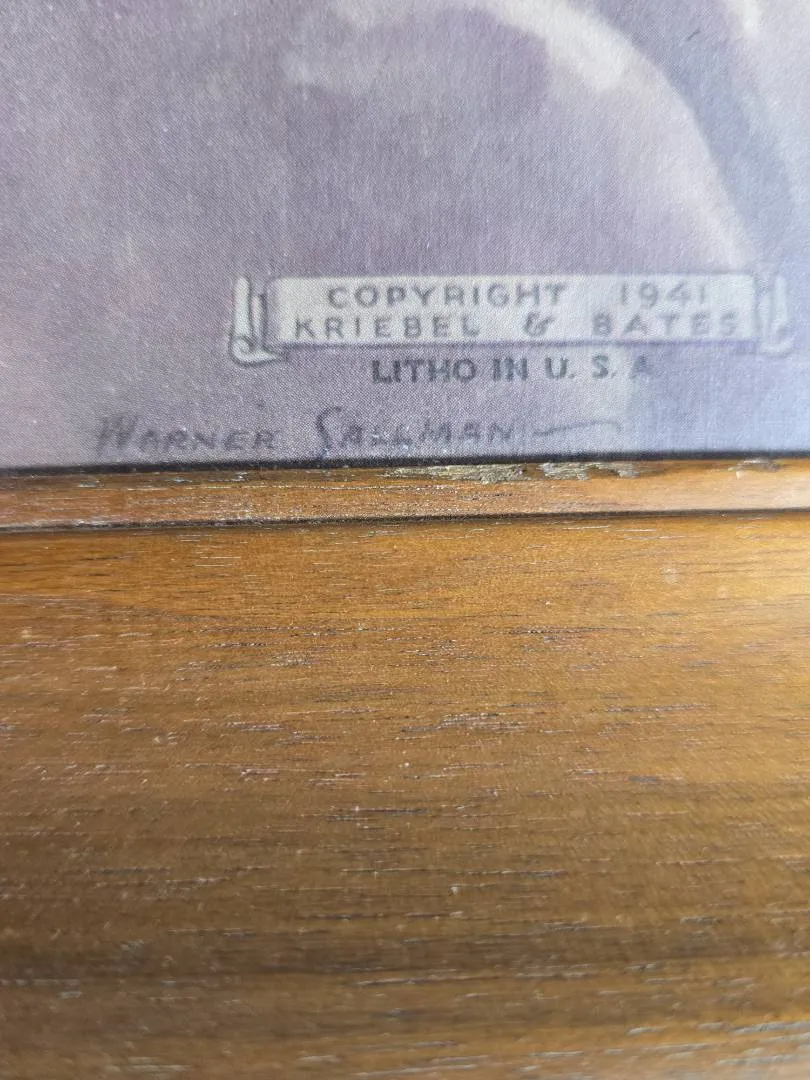 COPYRIGHT 1941
KRIEBEL & BATES
LITHO IN U. S. A
WARNER SALLMAN